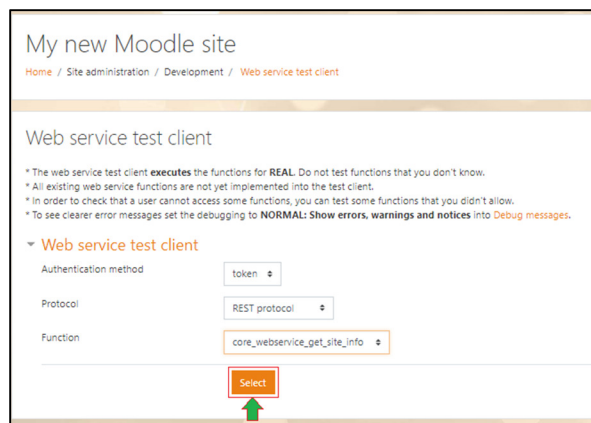 My new Moodle site
Home / Site administration / Development / Web service test client
Web service test client
* The web service test client executes the functions for REAL. Do not test functions that you don't know.
* All existing web service functions are not yet implemented into the test client.
* In order to check that a user cannot access some functions, you can test some functions that you didn't allow.
* To see clearer error messages set the debugging to NORMAL: Show errors, warnings and notices into Debug messages.
Web service test client
Authentication method token
Protocol REST protocol
Function core_webservice_get_site_info
Select